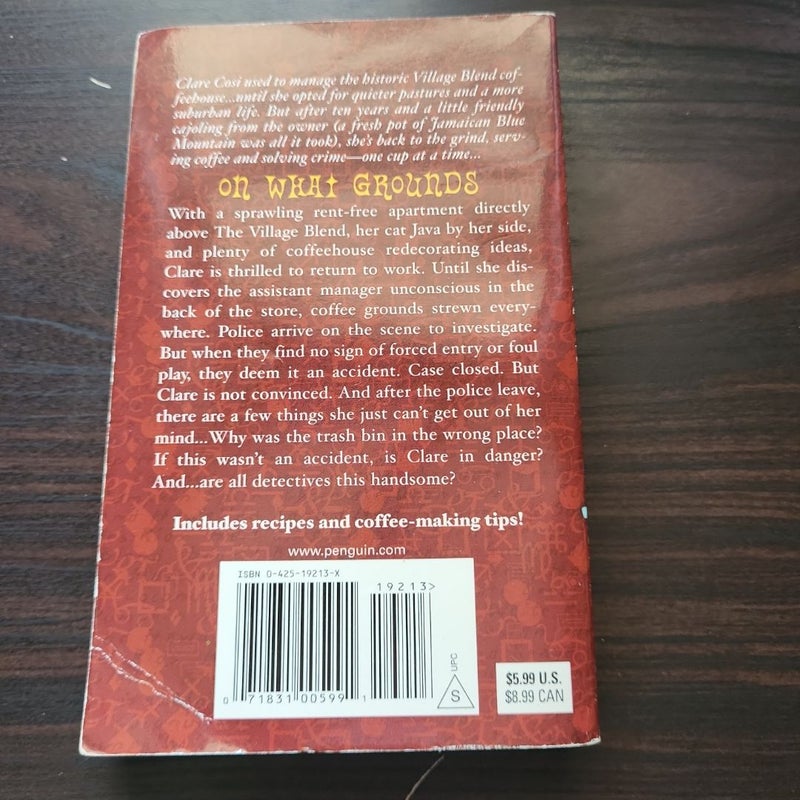 Clare Cosi used to manage the historic Village Blend cof-
feehouse...until she opted for quieter pastures and a more
suburban life. But after ten years and a little friendly
cajoling from the owner (a fresh pot of Jamaican Blue
Mountain was all it took), she's back to the grind, serv-
ing coffee and solving crime—one cup at a time...
ON WHAT GROUNDS
With a sprawling rent-free apartment directly
above The Village Blend, her cat Java by her side,
and plenty of coffeehouse redecorating ideas,
Clare is thrilled to return to work. Until she dis-
covers the assistant manager unconscious in the
back of the store, coffee grounds strewn every-
where. Police arrive on the scene to investigate.
But when they find no sign of forced entry or foul
play, they deem it an accident. Case closed. But
Clare is not convinced. And after the police leave,
there are a few things she just can't get out of her
mind...Why was the trash bin in the wrong place?
If this wasn't an accident, is Clare in danger?
And...are all detectives this handsome?
Includes recipes and coffee-making tips!
www.penguin.com
ISBN 0-425-19213-X
19213>
0 71831 00599 1
UPC
S
$5.99 U.S.
$8.99 CAN